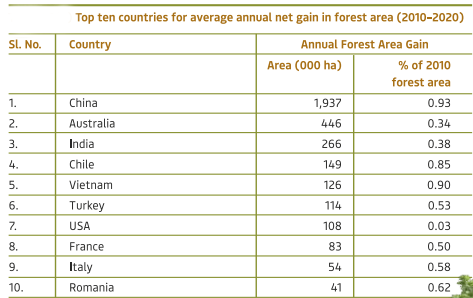 Top ten countries for average annual net gain in forest area (2010–2020)
Sl. No. Country Annual Forest Area Gain
Area (000 ha) % of 2010
forest area
1. China 1,937 0.93
2. Australia 446 0.34
3. India 266 0.38
4. Chile 149 0.85
5. Vietnam 126 0.90
6. Turkey 114 0.53
7. USA 108 0.03
8. France 83 0.50
9. Italy 54 0.58
10. Romania 41 0.62